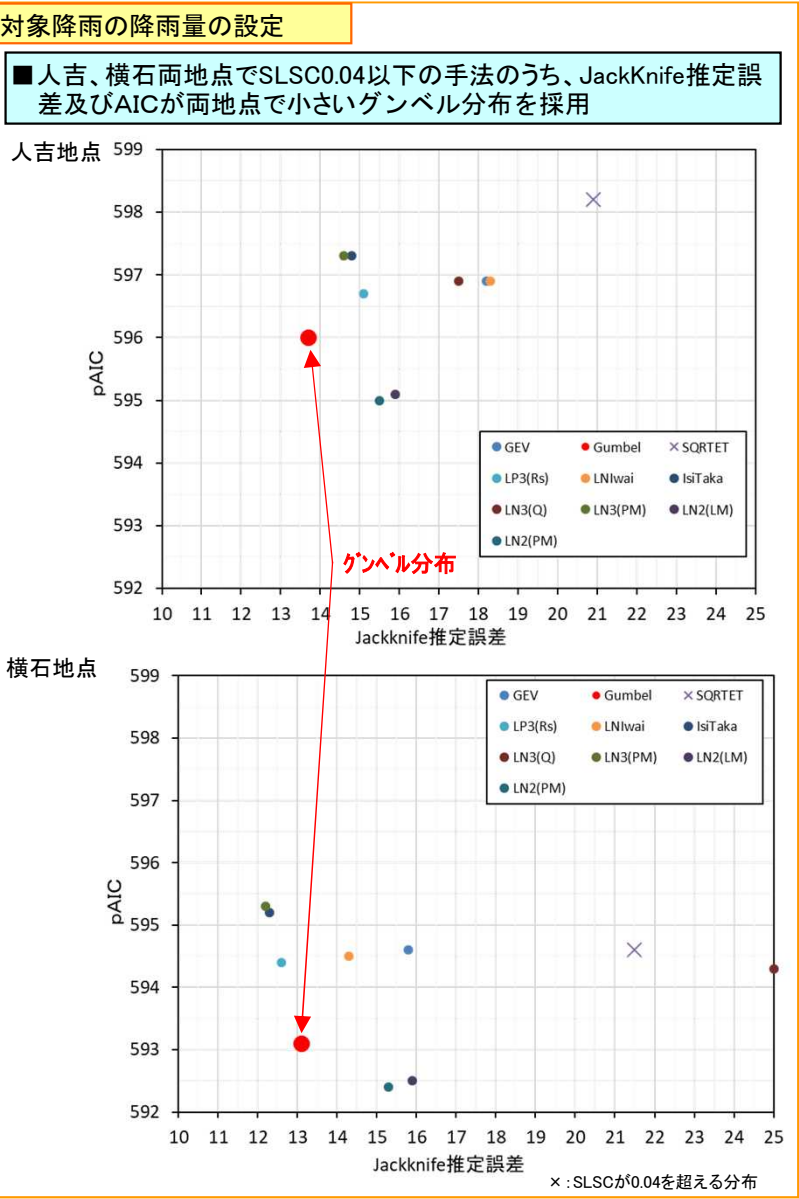 対象降雨の降雨量の設定
■人吉、横石両地点でSLSC0.04以下の手法のうち、JackKnife推定誤
差及びAICが両地点で小さいグンベル分布を採用
人吉地点
599
598
597
596
595
594
593
592
pAIC
GEV Gumbel SQRTET
LP3(Rs) LNIwai IsiTaka
LN3(Q) LN3(PM) LN2(LM)
LN2(PM)
グンベル分布
10 11 12 13 14 15 16 17 18 19 20 21 22 23 24 25
Jackknife推定誤差
横石地点
599
598
597
596
595
594
593
592
pAIC
GEV Gumbel SQRTET
LP3(Rs) LNIwai IsiTaka
LN3(Q) LN3(PM) LN2(LM)
LN2(PM)
10 11 12 13 14 15 16 17 18 19 20 21 22 23 24 25
Jackknife推定誤差
×:SLSCが0.04を超える分布